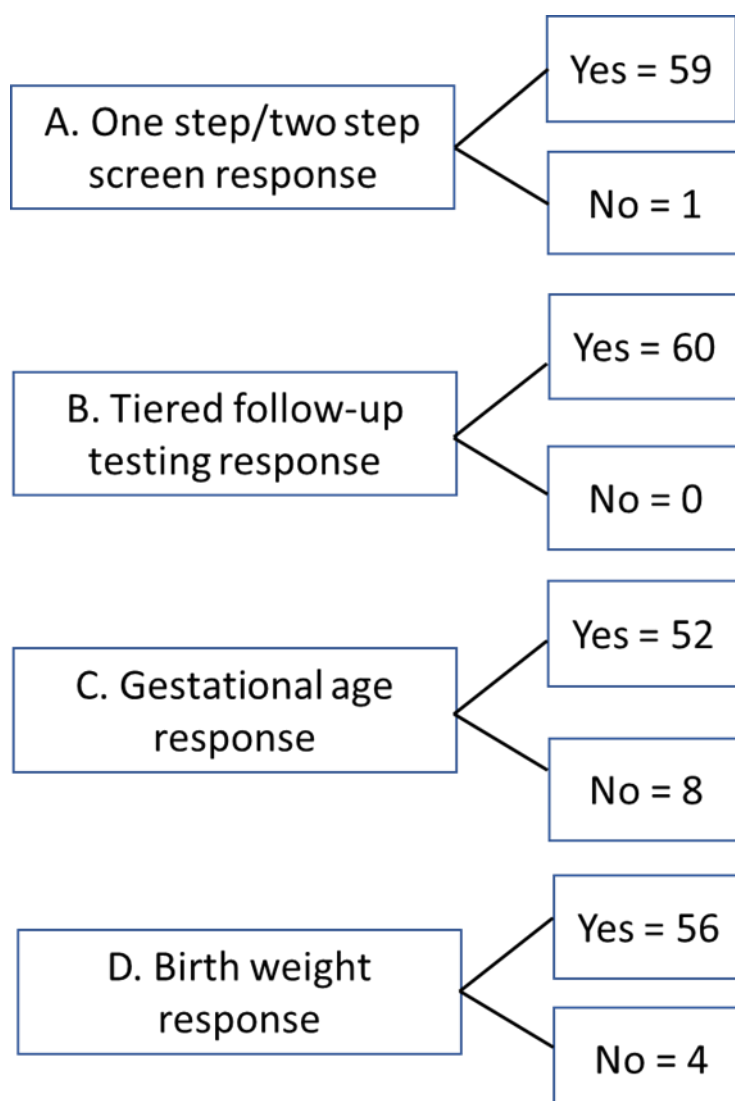 A. One step/two step
screen response
Yes = 59
No = 1
B. Tiered follow-up
testing response
Yes = 60
No = 0
C. Gestational age
response
Yes = 52
No = 8
D. Birth weight
response
Yes = 56
No = 4